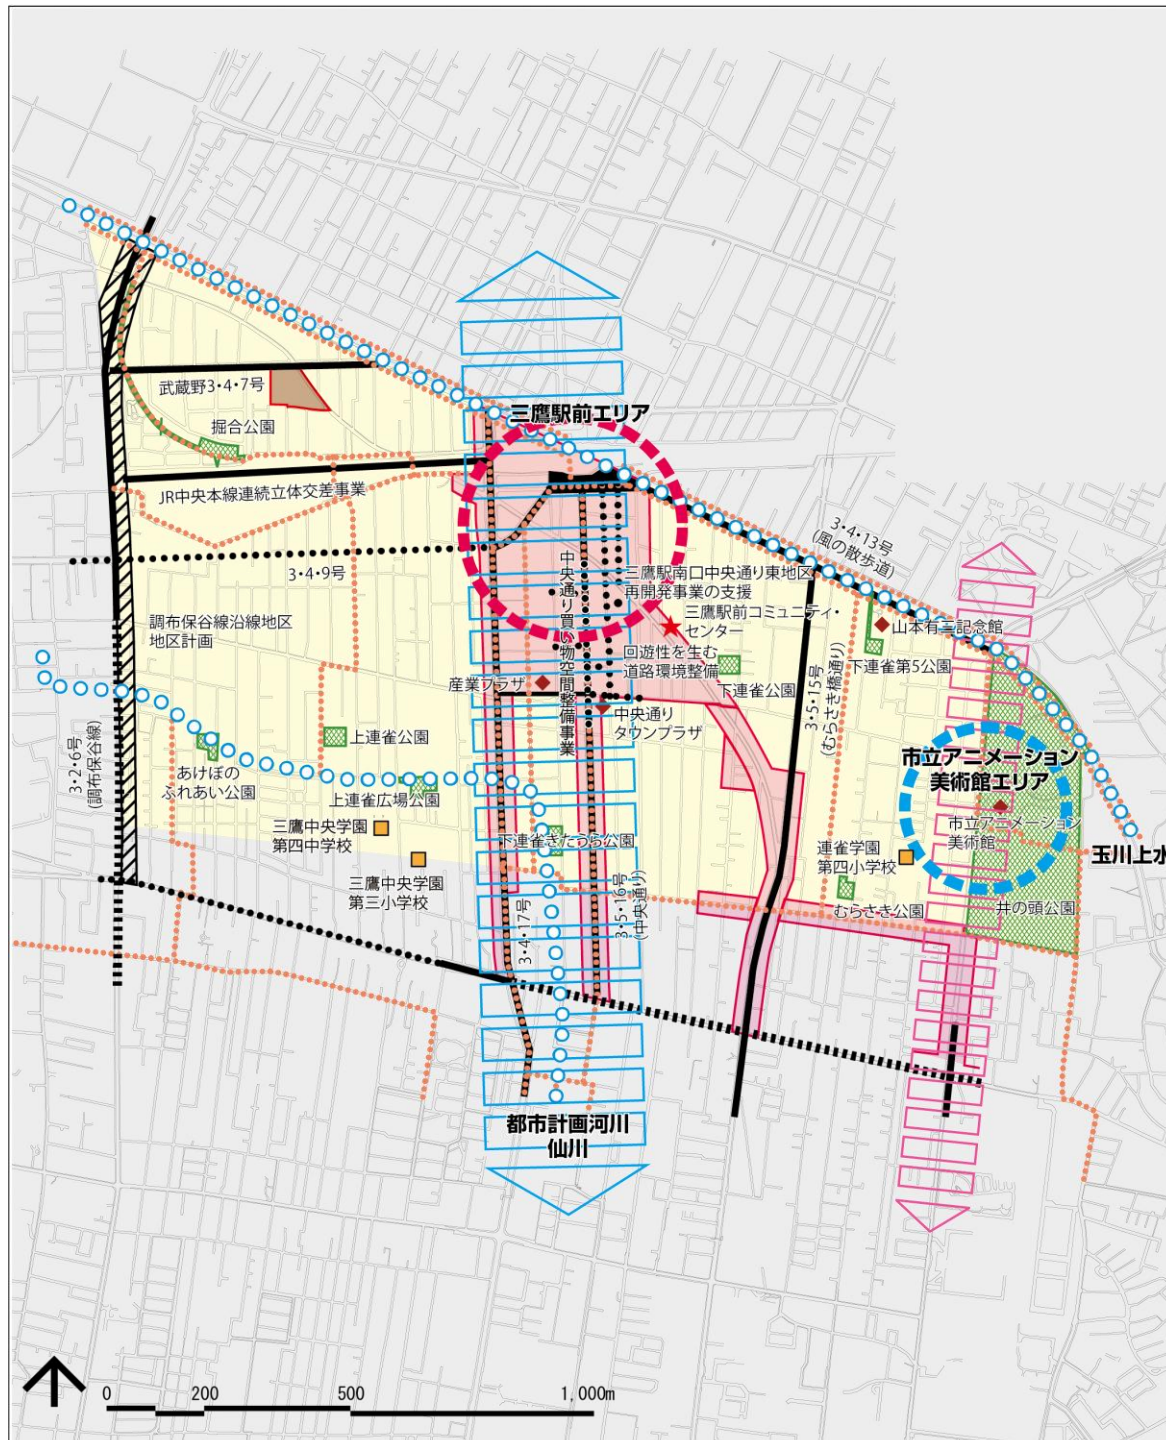 三鷹駅前エリア
武蔵野3・4・7号
掘合公園
JR中央本線連続立体交差事業
3・4・13号
(風の散歩道)
3・4・9号
中央通り買い物空間整備事業
三鷹駅南口中央通り東地区
再開発事業の支援
三鷹駅前コミュニティ・
センター
山本有三記念館
調布保谷線沿線地区
地区計画
回遊性を生む
道路環境整備
下連雀第5公園
産業プラザ
下連雀公園
3・5・15号
(むらさき橋通り)
中央通り
タウンプラザ
3・2・6号
(調布保谷線)
上連雀公園
市立アニメーション
美術館エリア
あけぼの
ふれあい公園
上連雀広場公園
三鷹中央学園
第四中学校
下連雀きたうら公園
市立アニメーション
美術館
連雀学園
第四小学校
玉川上水
三鷹中央学園
第三小学校
3・4・17号
3・5・16号
(中央通り)
むらさき公園
井の頭公園
都市計画河川
仙川
0 200 500 1,000m